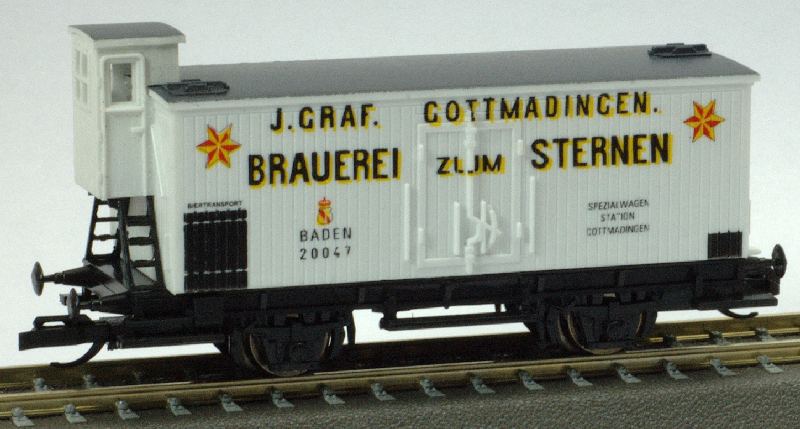 J. GRAF. GOTTMADINGEN.
BRAUEREI ZUM STERNEN
BIERTRANSPORT
BADEN
20047
SPEZIALWAGEN
STATION
GOTTMADINGEN